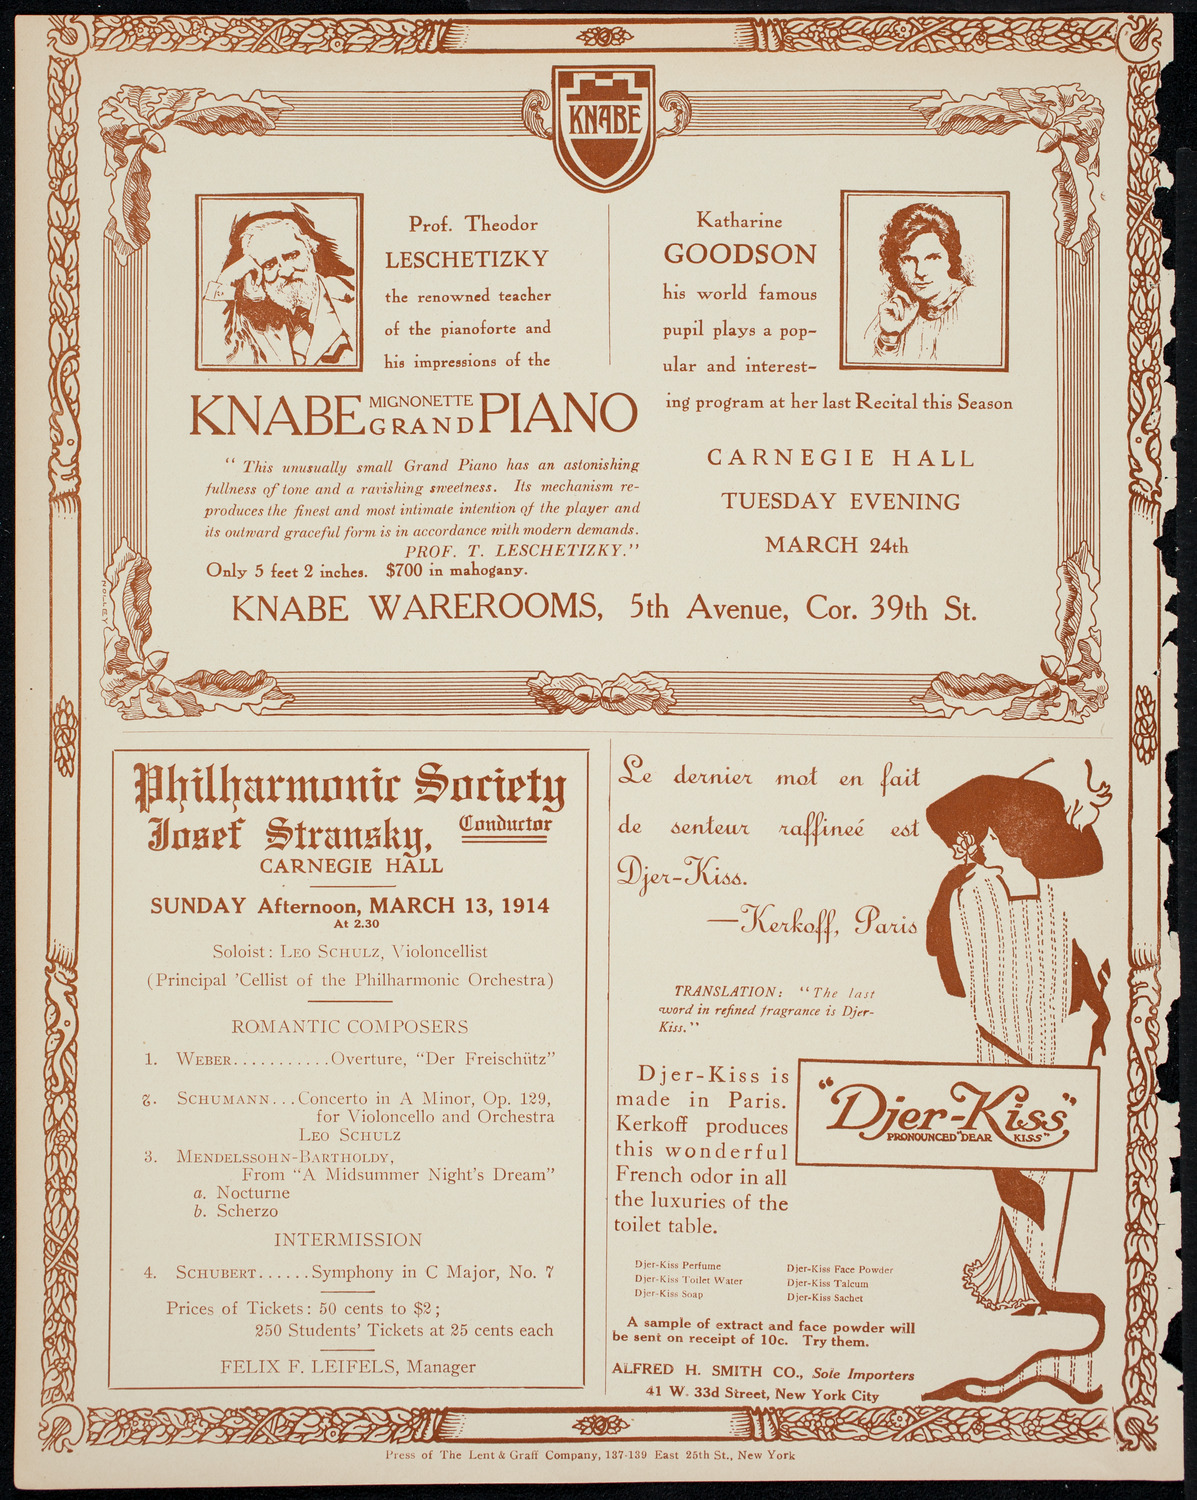 KNABE
Prof. Theodor
LESCHETIZKY
the renowned teacher
of the pianoforte and
his impressions of the
KNABE MIGNONETTE GRAND PIANO
" This unusually small Grand Piano has an astonishing
fullness of tone and a ravishing sweetness. Its mechanism re-
produces the finest and most intimate intention of the player and
its outward graceful form is in accordance with modern demands.
PROF. T. LESCHETIZKY."
Only 5 feet 2 inches. $700 in mahogany.
Katharine
GOODSON
his world famous
pupil plays a pop-
ular and interest-
ing program at her last Recital this Season
CARNEGIE HALL
TUESDAY EVENING
MARCH 24th
KNABE WAREROOMS, 5th Avenue, Cor. 39th St.
NOLLEY
Philharmonic Society
Josef Stransky, Conductor
CARNEGIE HALL
SUNDAY Afternoon, MARCH 13, 1914
At 2.30
Soloist: LEO SCHULZ, Violoncellist
(Principal 'Cellist of the Philharmonic Orchestra)
ROMANTIC COMPOSERS
1. WEBER...........Overture, "Der Freischütz"
2. SCHUMANN...Concerto in A Minor, Op. 129,
for Violoncello and Orchestra
LEO SCHULZ
3. MENDELSSOHN-BARTHOLDY,
From "A Midsummer Night's Dream"
a. Nocturne
b. Scherzo
INTERMISSION
4. SCHUBERT......Symphony in C Major, No. 7
Prices of Tickets: 50 cents to $2;
250 Students' Tickets at 25 cents each
FELIX F. LEIFELS, Manager
Le dernier mot en fait
de senteur raffineé est
Djer-Kiss.
—Kerkoff, Paris
TRANSLATION: "The last
word in refined fragrance is Djer-
Kiss."
Djer-Kiss is
made in Paris.
Kerkoff produces
this wonderful
French odor in all
the luxuries of the
toilet table.
"Djer-Kiss"
PRONOUNCED "DEAR KISS"
Djer-Kiss Perfume
Djer-Kiss Toilet Water
Djer-Kiss Soap
Djer-Kiss Face Powder
Djer-Kiss Talcum
Djer-Kiss Sachet
A sample of extract and face powder will
be sent on receipt of 10c. Try them.
ALFRED H. SMITH CO., Sole Importers
41 W. 33d Street, New York City
Press of The Lent & Graff Company, 137-139 East 25th St., New York